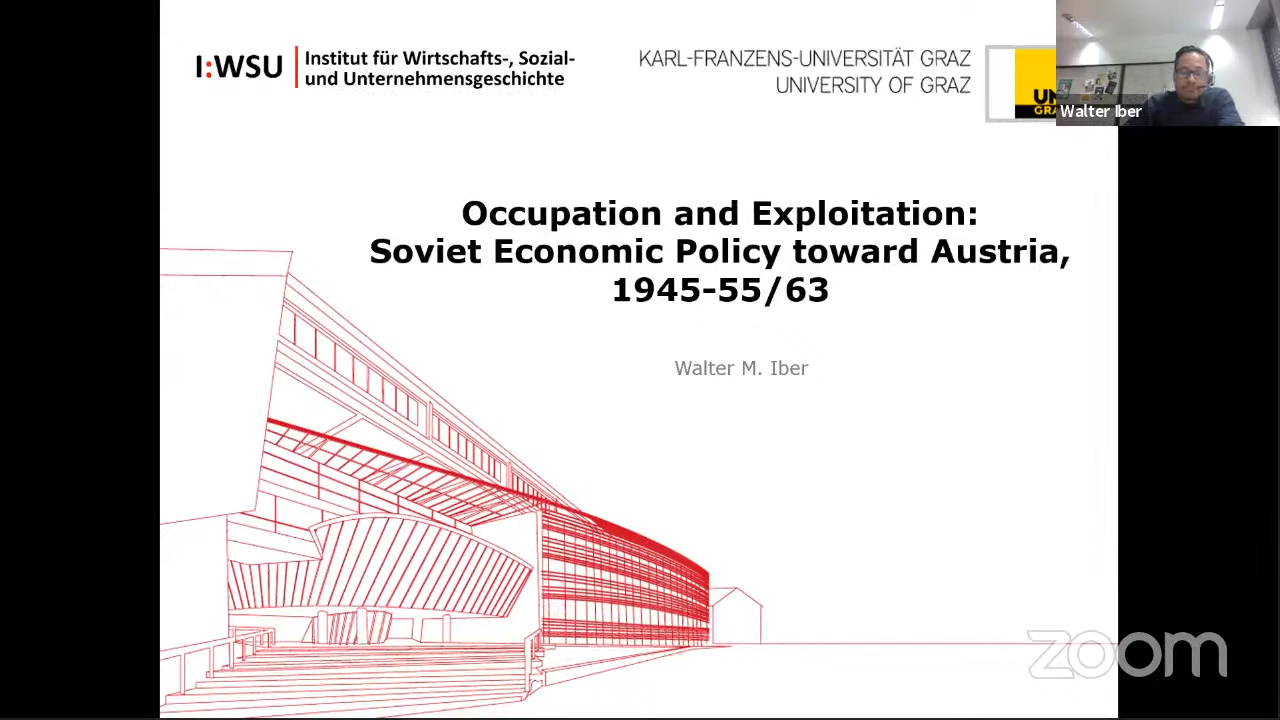 I:WSU
Institut für Wirtschafts-, Sozial-
und Unternehmensgeschichte
KARL-FRANZENS-UNIVERSITÄT GRAZ
UNIVERSITY OF GRAZ
Walter Iber
Occupation and Exploitation:
Soviet Economic Policy toward Austria,
1945-55/63
Walter M. Iber
zoom